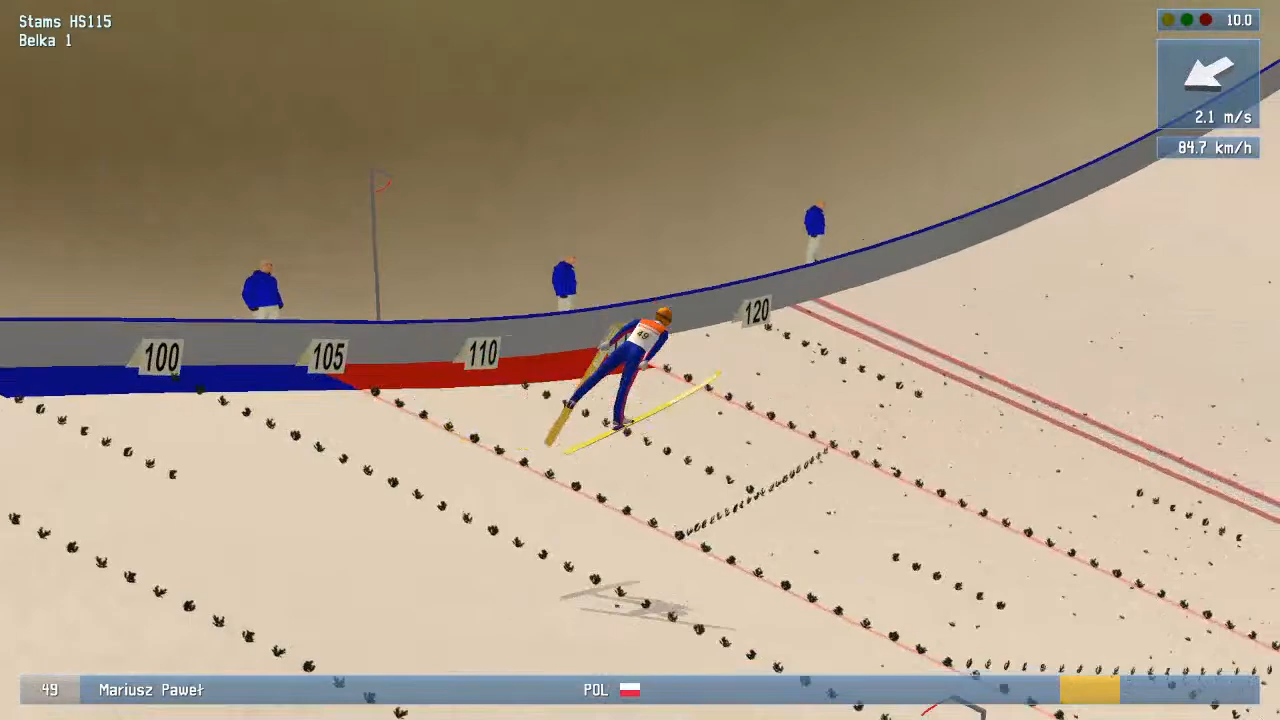 Stams HS115
Belka 1
10.0
2.1 m/s
84.7 km/h
120
100
105
110
49
49 Mariusz Paweł POL